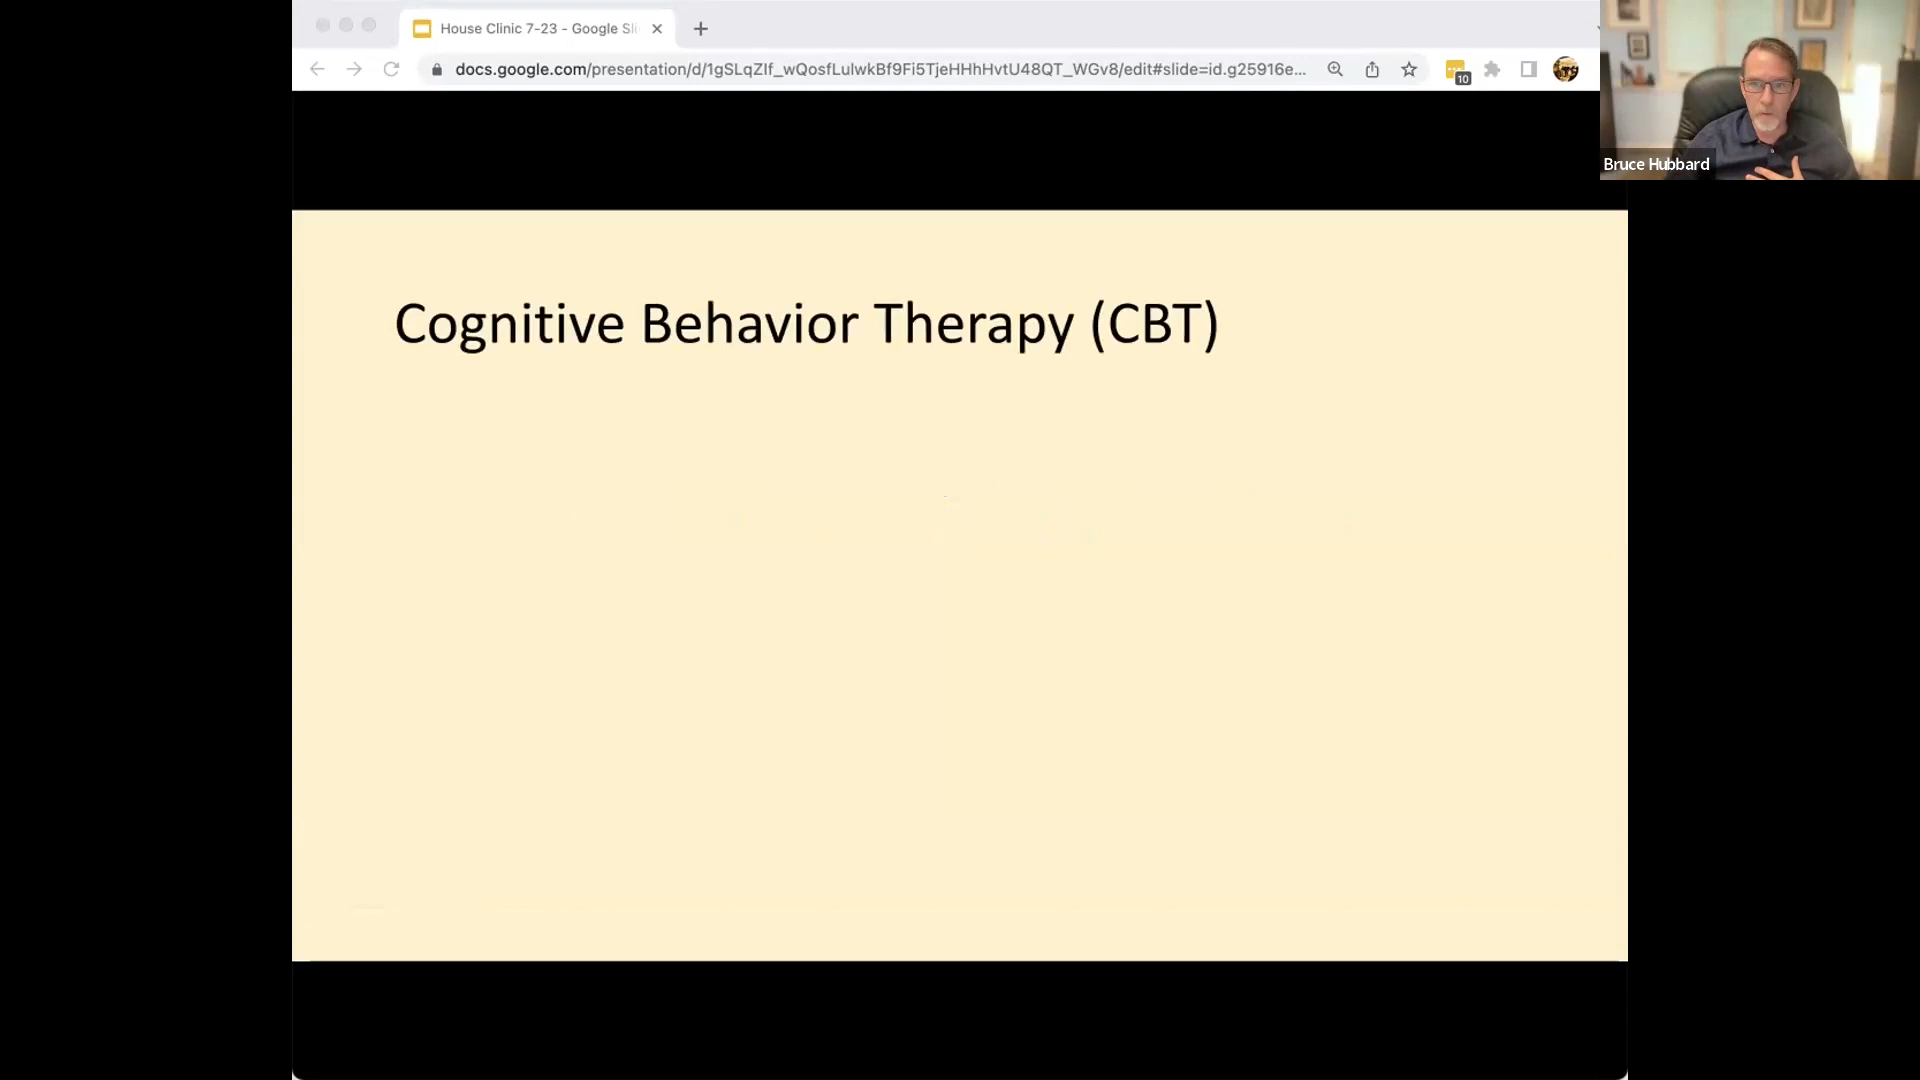 House Clinic 7-23 - Google Sli
docs.google.com/presentation/d/1gSLqZIf_wQosfLulwkBf9Fi5TjeHHhHvtU48QT_WGv8/edit#slide=id.g25916e...
10
Bruce Hubbard
Cognitive Behavior Therapy (CBT)